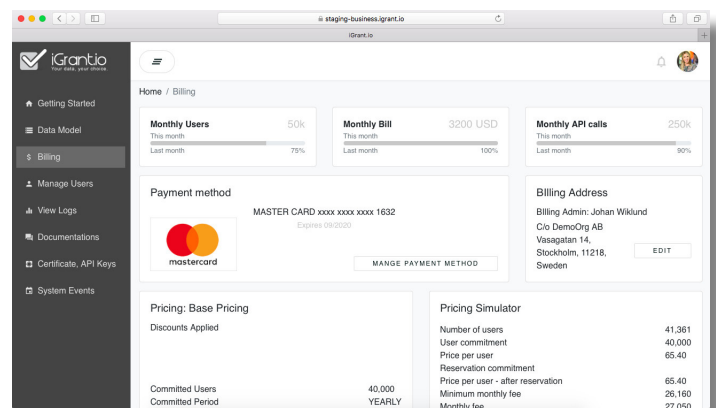 staging-business.igrant.io
iGrant.io
iGrant.io
Your data, your choice.
Getting Started
Data Model
$ Billing
Manage Users
View Logs
Documentations
Certificate, API Keys
System Events
Home / Billing
Monthly Users 50k
This month
Last month 75%
Monthly Bill 3200 USD
This month
Last month 100%
Monthly API calls 250k
This month
Last month 90%
Payment method
MASTER CARD xxxx xxxx xxxx 1632
Expires 09/2020
mastercard
MANGE PAYMENT METHOD
BIlling Address
BIlling Admin: Johan Wiklund
C/o DemoOrg AB
Vasagatan 14,
Stockholm, 11218,
Sweden
EDIT
Pricing: Base Pricing
Discounts Applied
Committed Users 40,000
Committed Period YEARLY
Pricing Simulator
Number of users 41,361
User commitment 40,000
Price per user 65.40
Reservation commitment
Price per user - after reservation 65.40
Minimum monthly fee 26,160
Monthly fee 27,050